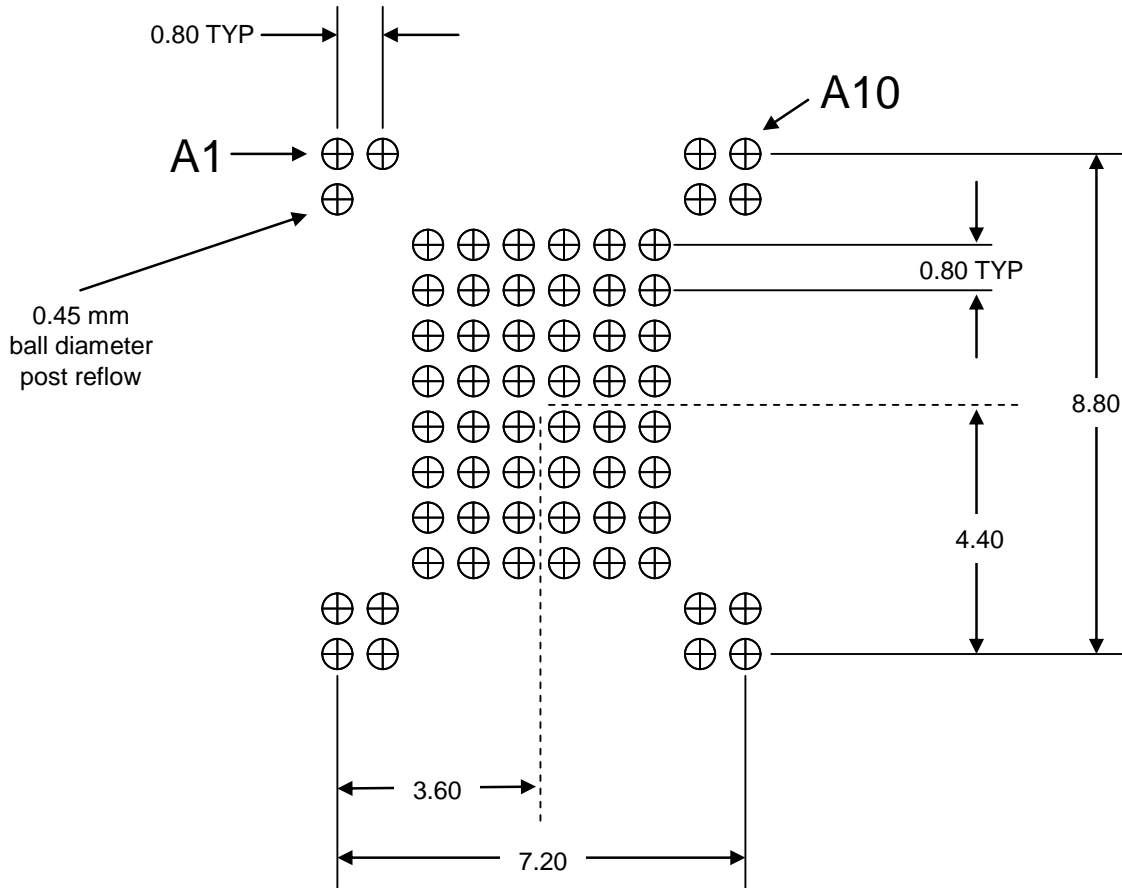 0.80 TYP
A10
A1
0.80 TYP
0.45 mm
ball diameter
post reflow
8.80
4.40
3.60
7.20